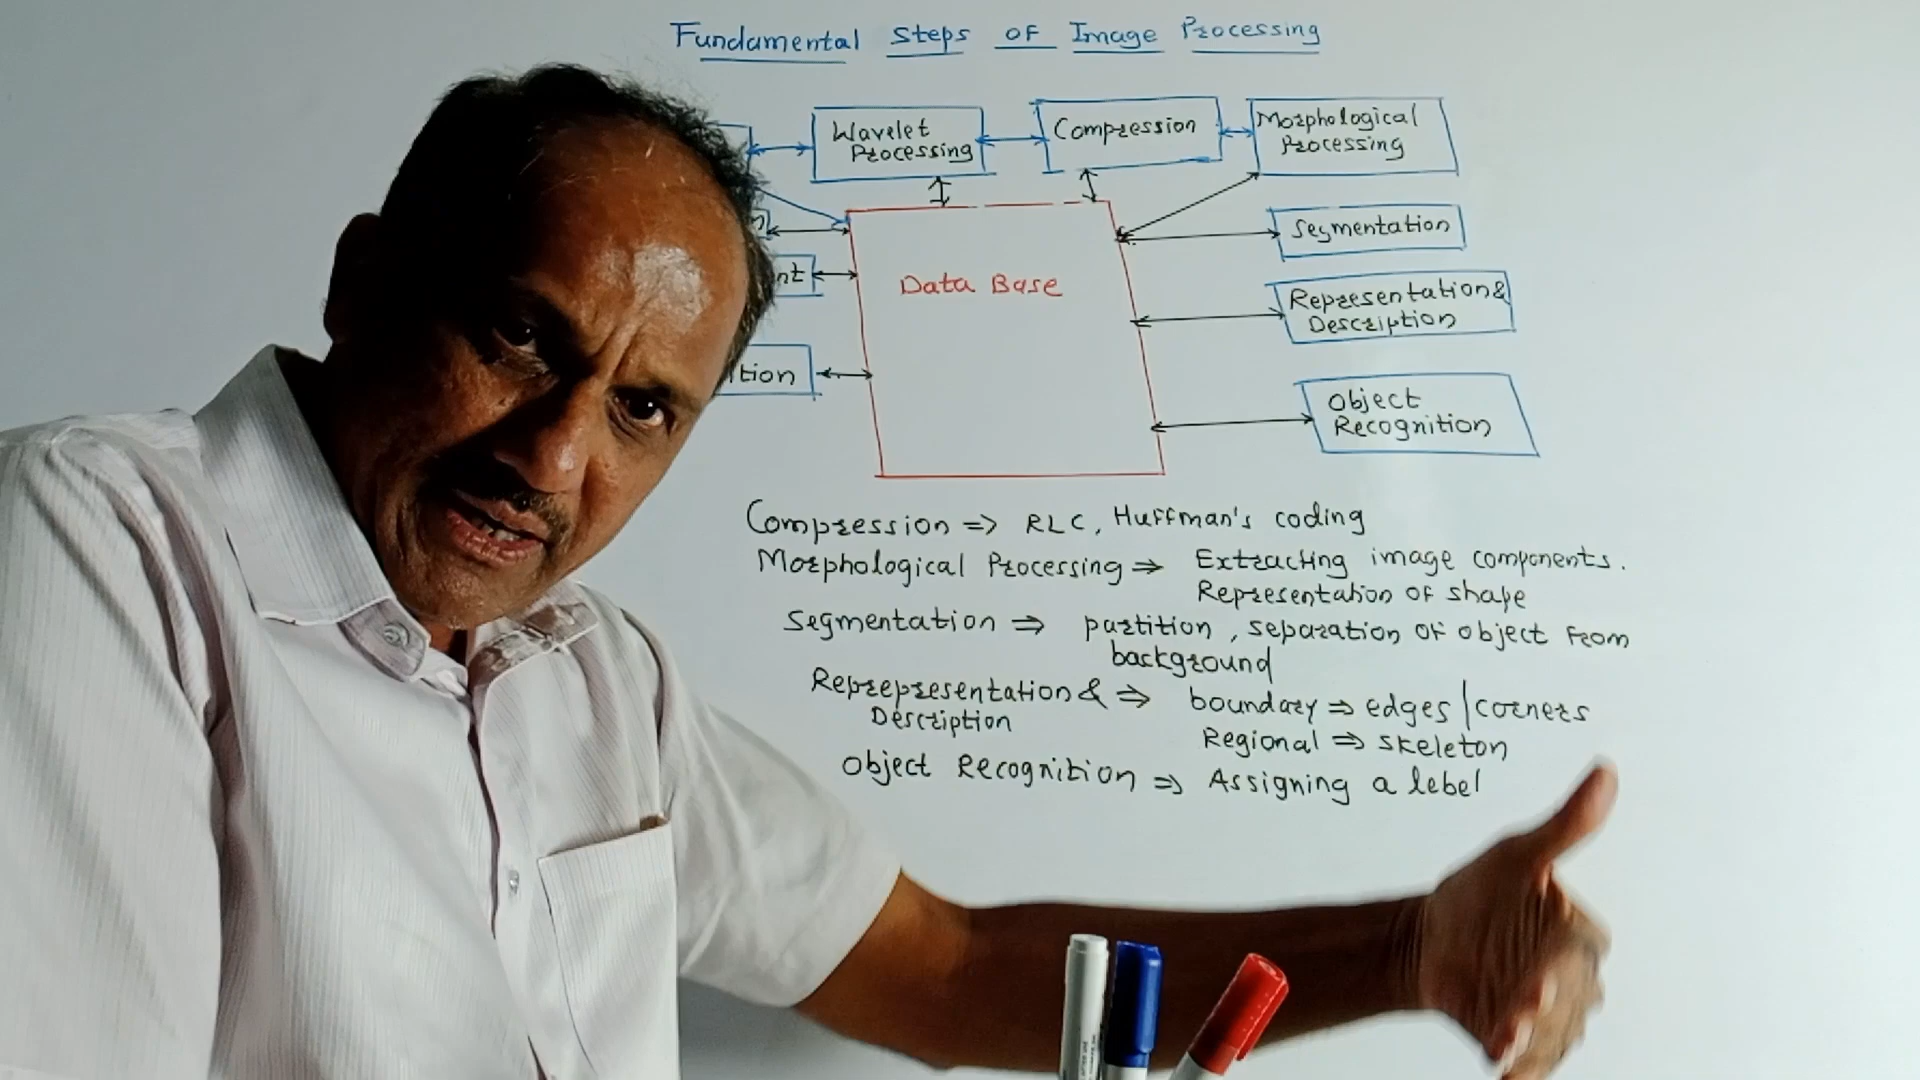 Fundamental Steps of Image Processing
Wavelet
Processing
Compression
Morphological
Processing
Segmentation
Data Base
Representation &
Description
Object
Recognition
Compression => RLC, Huffman's coding
Morphological Processing => Extracting image components.
Representation of shape
Segmentation => partition, separation of object from
background
Reprepresentation & => boundary => edges | corners
Description
Regional => skeleton
Object Recognition => Assigning a lebel